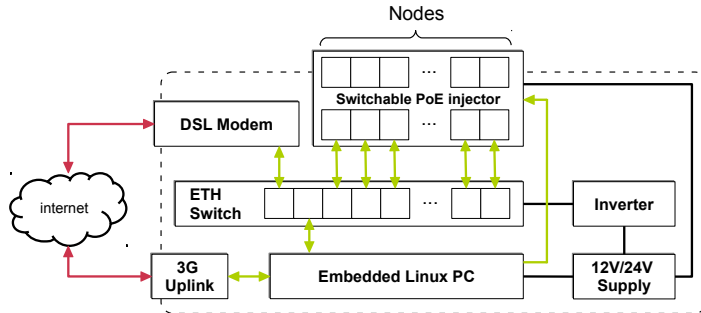 Nodes
...
Switchable PoE injector
...
DSL Modem
ETH
Switch
...
Inverter
internet
3G
Uplink
Embedded Linux PC
12V/24V
Supply